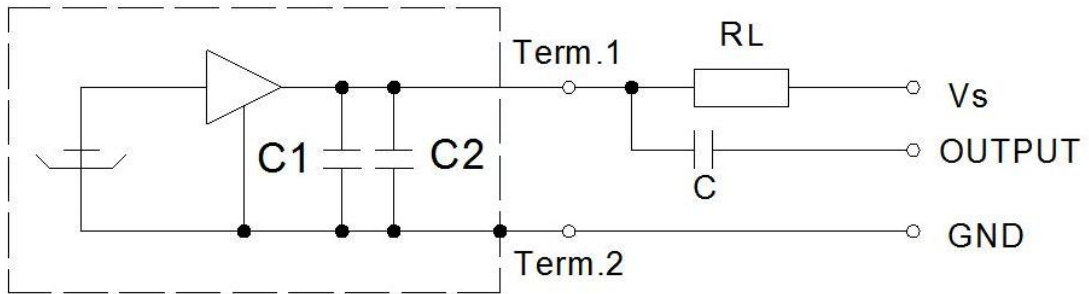 RL
Term.1
Vs
C1
C2
OUTPUT
C
GND
Term.2